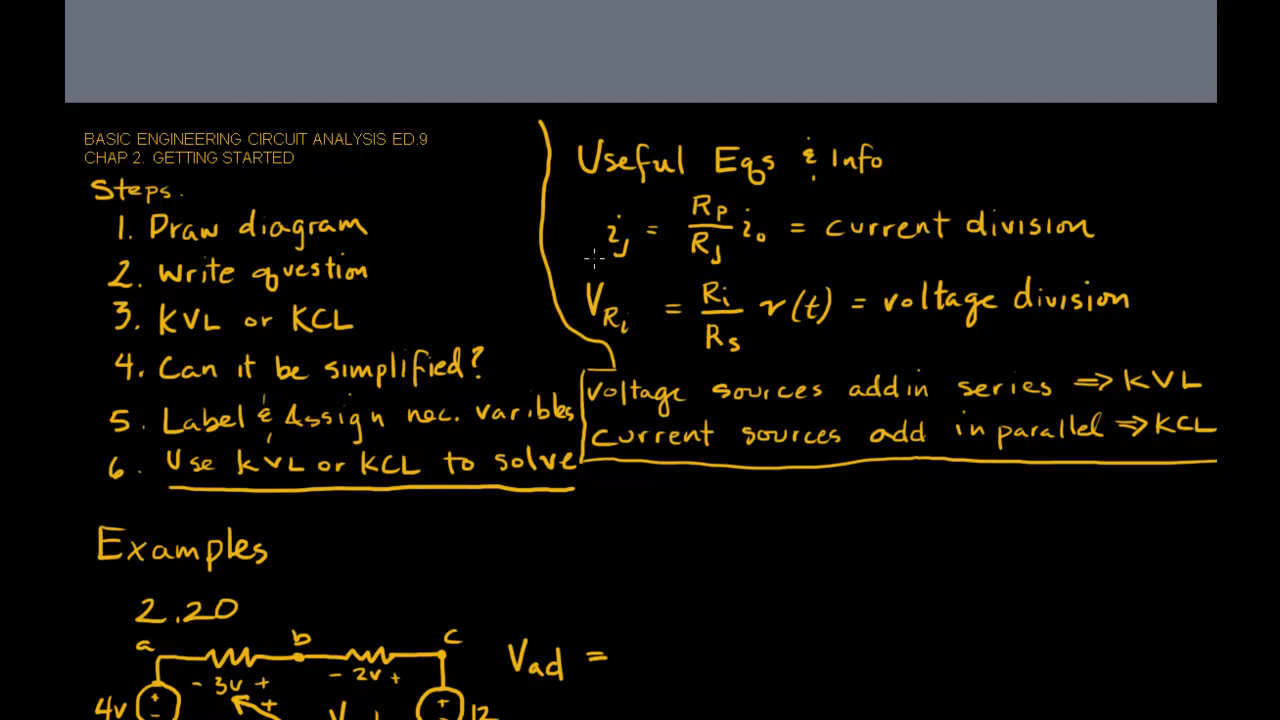 BASIC ENGINEERING CIRCUIT ANALYSIS ED.9
CHAP 2. GETTING STARTED
Steps.
1. Draw diagram
2. Write question
3. KVL or KCL
4. Can it be simplified?
5. Label & Assign nec. varibles
6. Use KVL or KCL to solve
Useful Eqs & Info
i_j = R_P/R_j i_o = current division
V_Ri = R_i/R_s v(t) = voltage division
voltage sources add in series => KVL
current sources add in parallel => KCL
Examples
2.20
a b c
- 3v + - 2v +
V_ad =
4v + - + + - 12